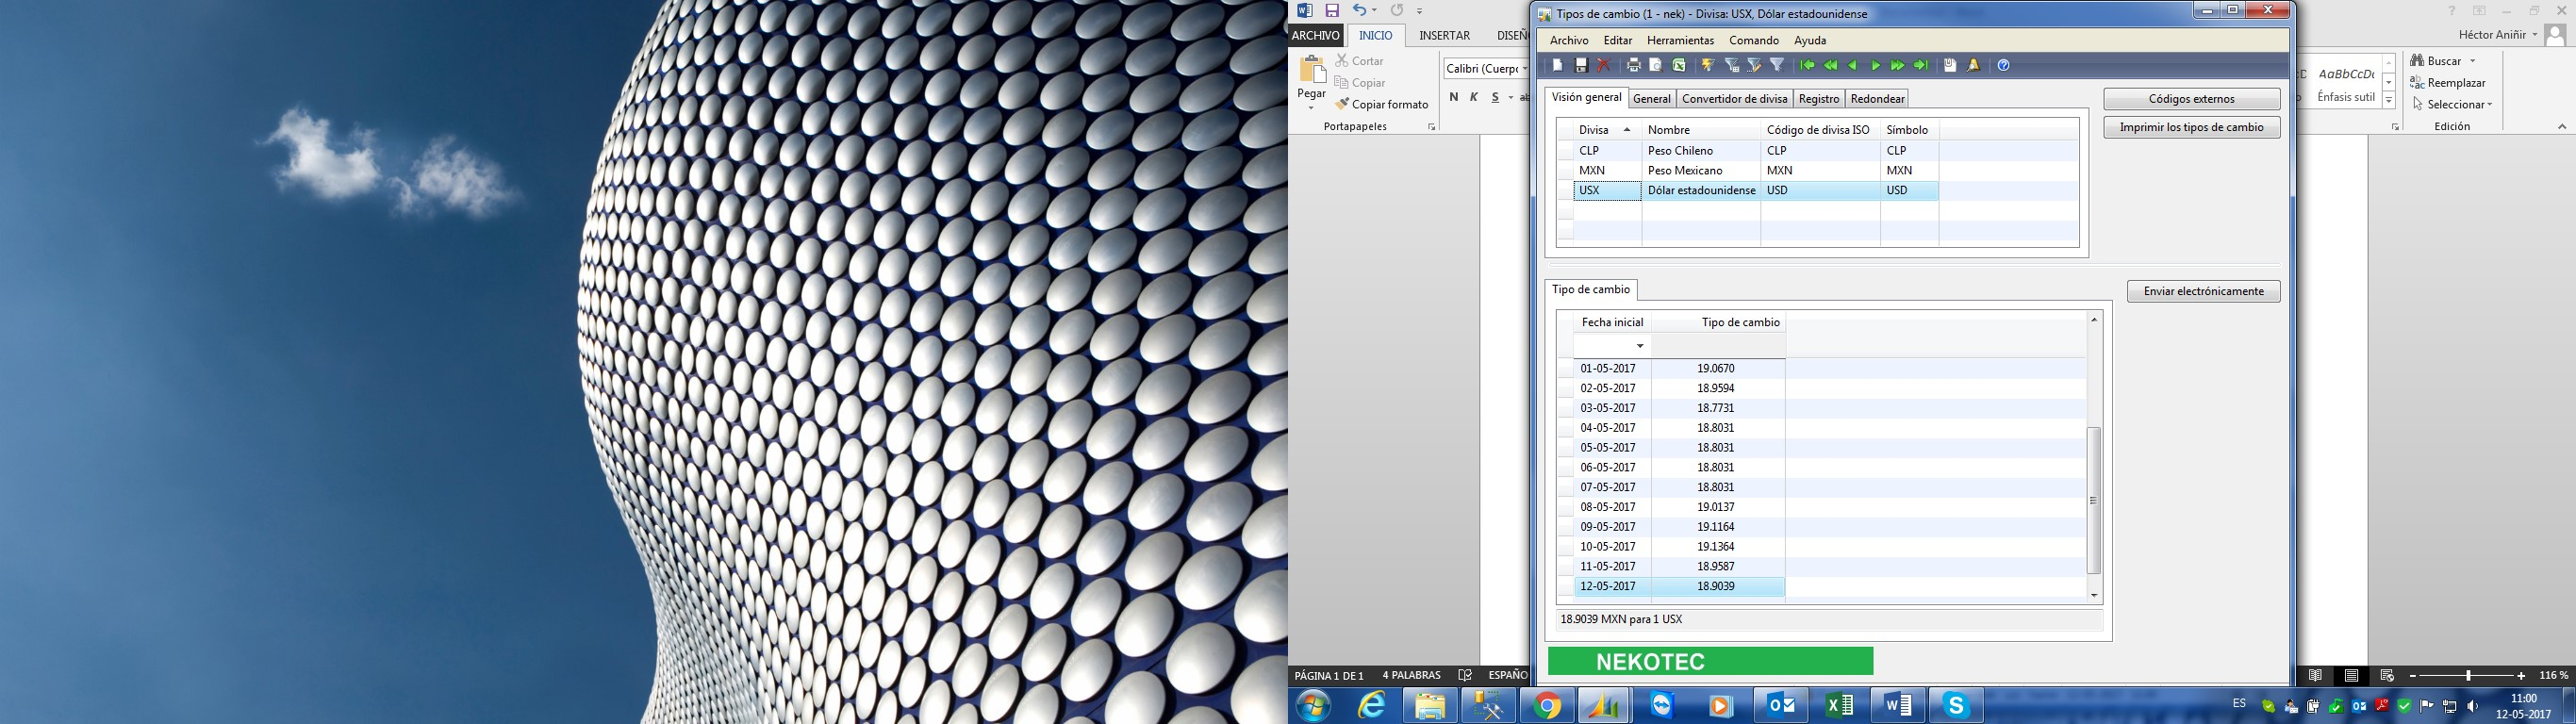 Tipos de cambio (1 - nek) - Divisa: USX, Dólar estadounidense
ARCHIVO INICIO INSERTAR DISEÑ
Héctor Aniñir
Archivo Editar Herramientas Comando Ayuda
Pegar
Cortar
Copiar
Copiar formato
Portapapeles
Calibri (Cuerpo
N K S ab
AaBbCcDc
Énfasis sutil
Buscar
Reemplazar
Seleccionar
Edición
Visión general General Convertidor de divisa Registro Redondear
Códigos externos
Imprimir los tipos de cambio
Divisa Nombre Código de divisa ISO Símbolo
CLP Peso Chileno CLP CLP
MXN Peso Mexicano MXN MXN
USX Dólar estadounidense USD USD
Tipo de cambio
Enviar electrónicamente
Fecha inicial Tipo de cambio
01-05-2017 19.0670
02-05-2017 18.9594
03-05-2017 18.7731
04-05-2017 18.8031
05-05-2017 18.8031
06-05-2017 18.8031
07-05-2017 18.8031
08-05-2017 19.0137
09-05-2017 19.1164
10-05-2017 19.1364
11-05-2017 18.9587
12-05-2017 18.9039
18.9039 MXN para 1 USX
NEKOTEC
PÁGINA 1 DE 1 4 PALABRAS ESPAÑO
116 %
ES
11:00
12-05-2017